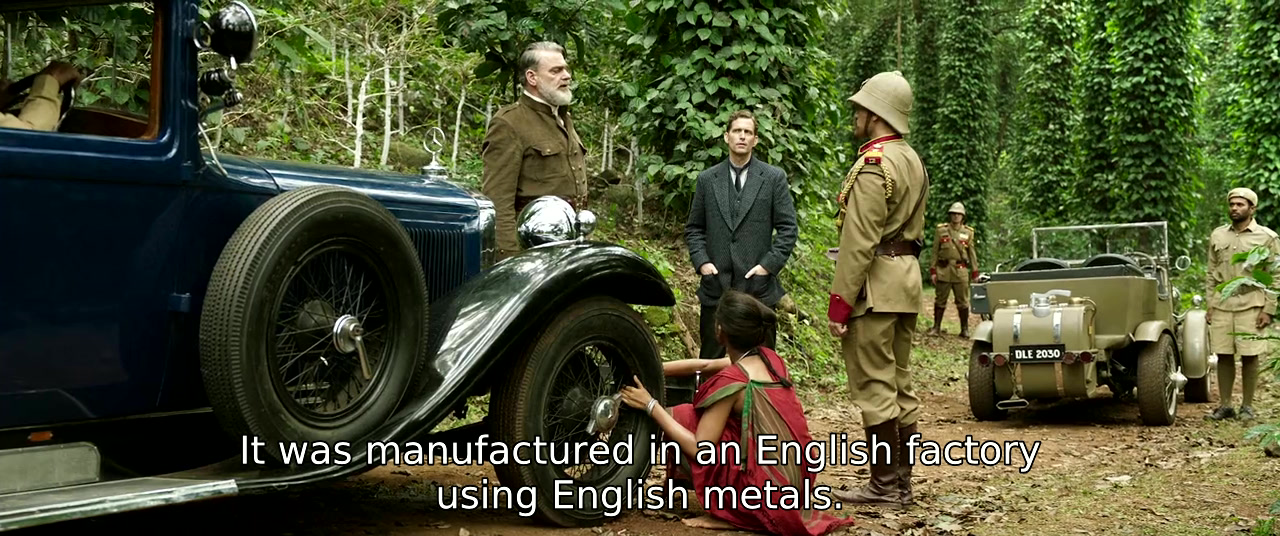 DLE 2030
It was manufactured in an English factory
using English metals.